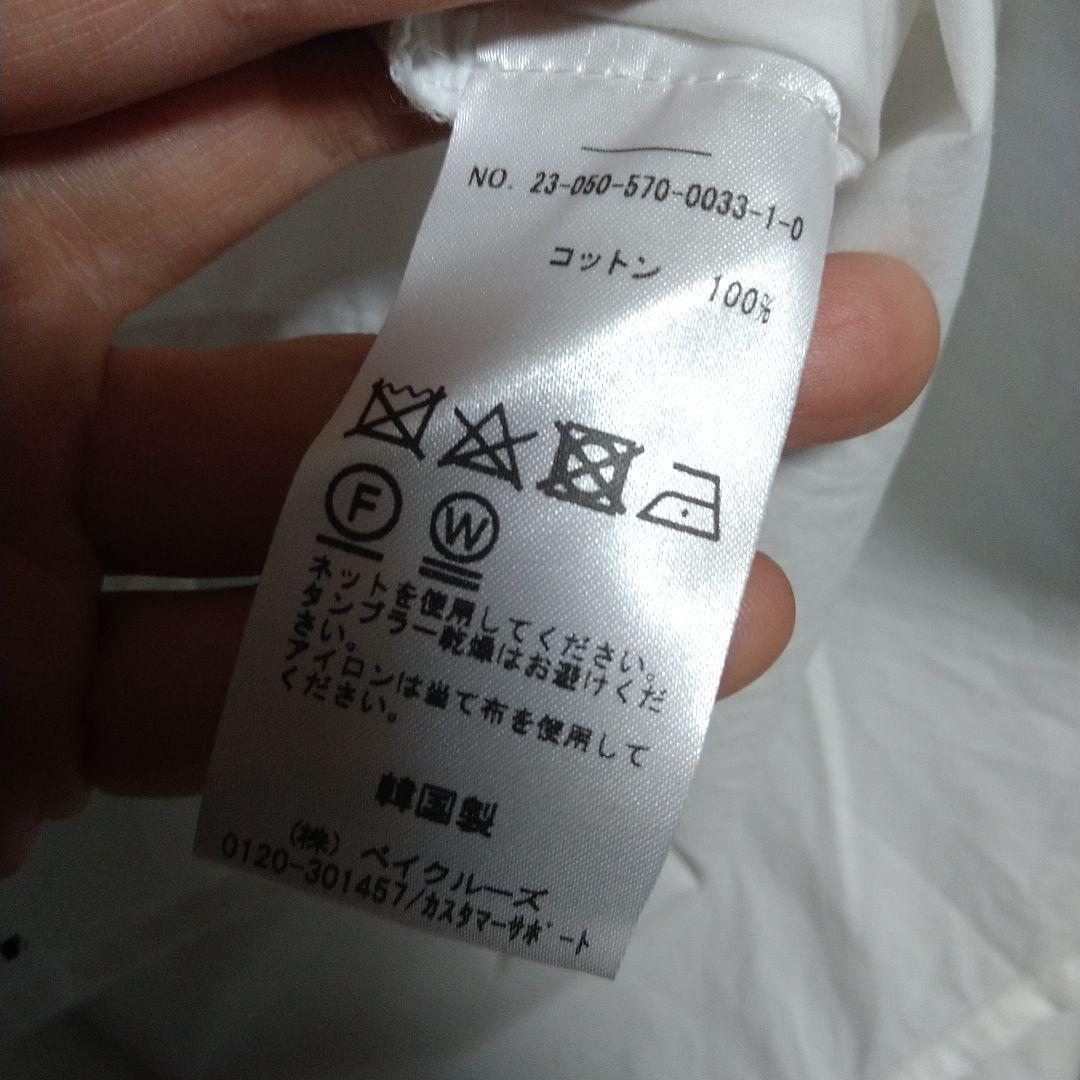 NO. 23-050-570-0033-1-0
コットン 100%
F W
ネットを使用してください。
タンブラー乾燥はお避けくだ
さい。
アイロンは当て布を使用して
ください。
韓国製
(株) ベイクルーズ
0120-301457/カスタマーサポート